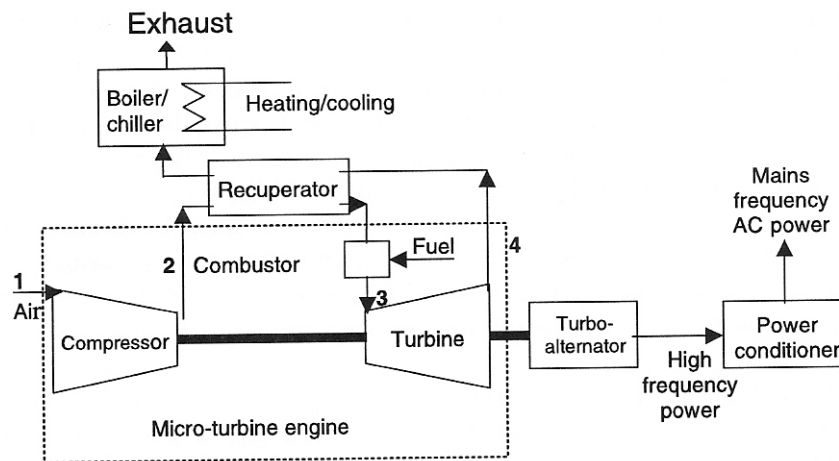 Exhaust
Boiler/
chiller
Heating/cooling
Recuperator
Mains
frequency
AC power
2
Combustor
Fuel
4
1
Air
3
Compressor
Turbine
Turbo-
alternator
Power
conditioner
High
frequency
power
Micro-turbine engine